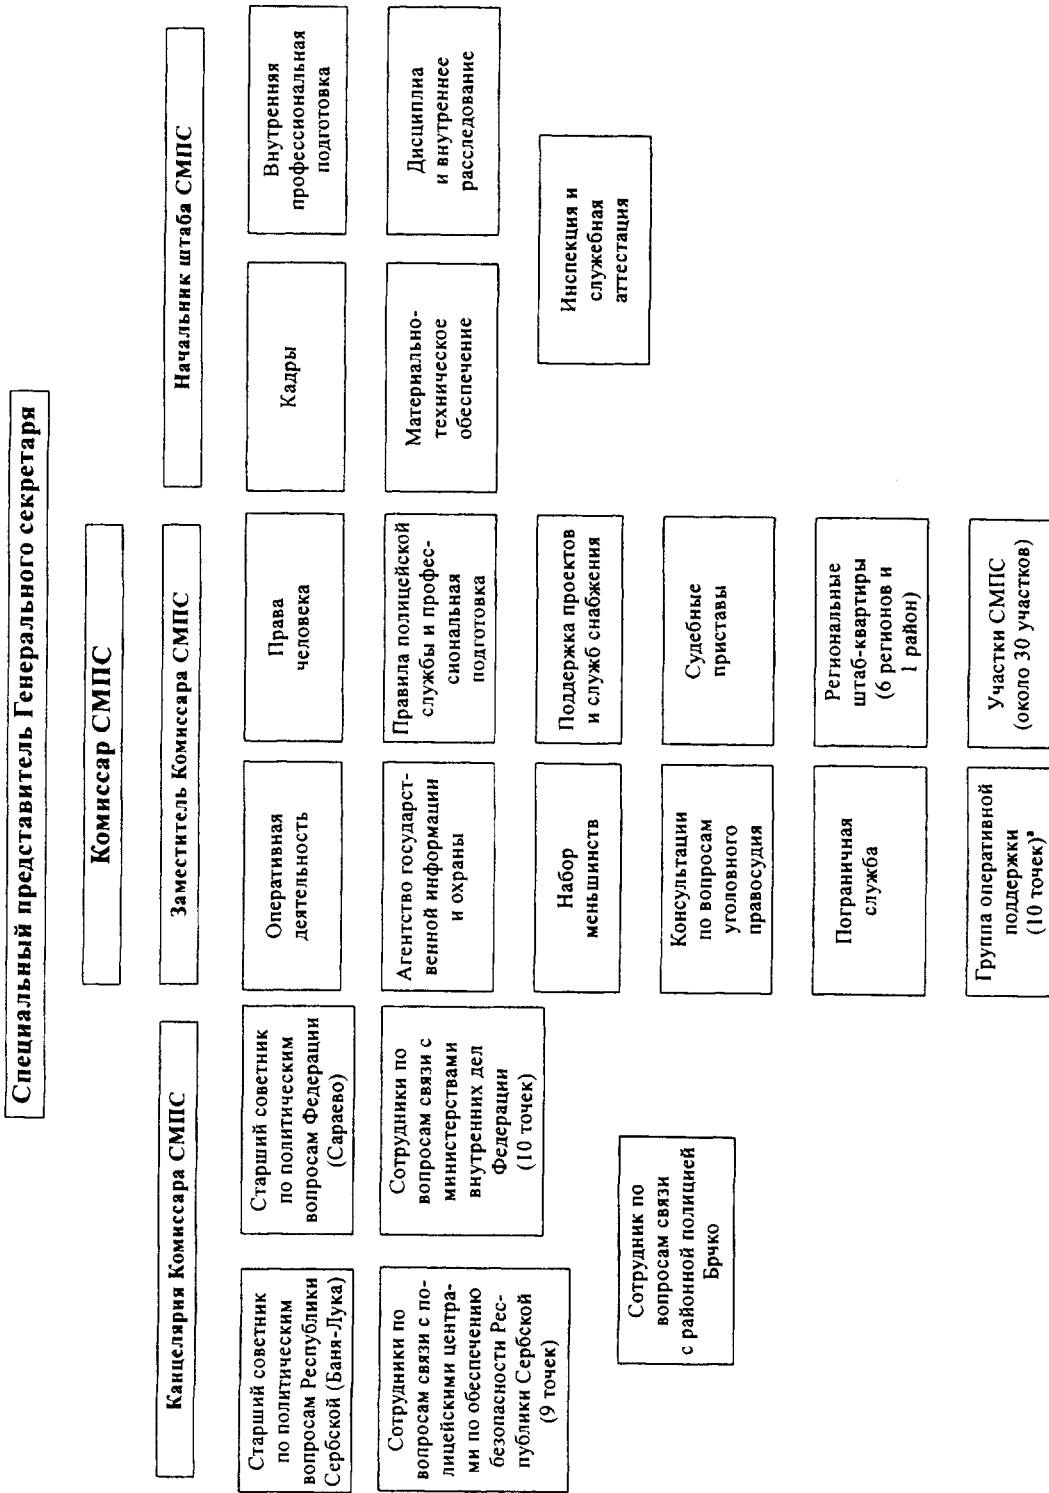 Специальный представитель Генерального секретаря
Комиссар СМПС
Канцелярия Комиссара СМПС
Заместитель Комиссара СМПС
Начальник штаба СМПС
Старший советник
по политическим
вопросам Республики
Сербской (Баня-Лука)
Старший советник
по политическим
вопросам Федерации
(Сараево)
Оперативная
деятельность
Права
человека
Кадры
Внутренняя
профессиональная
подготовка
Сотрудники по
вопросам связи с по-
лицейскими центра-
ми по обеспечению
безопасности Рес-
публики Сербской
(9 точек)
Сотрудники по
вопросам связи с
министерствами
внутренних дел
Федерации
(10 точек)
Агентство государст-
венной информации
и охраны
Правила полицейской
службы и профес-
сиональная
подготовка
Материально-
техническое
обеспечение
Дисциплиа
и внутреннее
расследование
Набор
меньшинств
Поддержка проектов
и служб снабжения
Инспекция и
служебная
аттестация
Сотрудник по
вопросам связи
с районной полицией
Брчко
Консультации
по вопросам
уголовного
правосудия
Судебные
приставы
Пограничная
служба
Региональные
штаб-квартиры
(6 регионов и
1 район)
Группа оперативной
поддержки
(10 точек)ª
Участки СМПС
(около 30 участков)